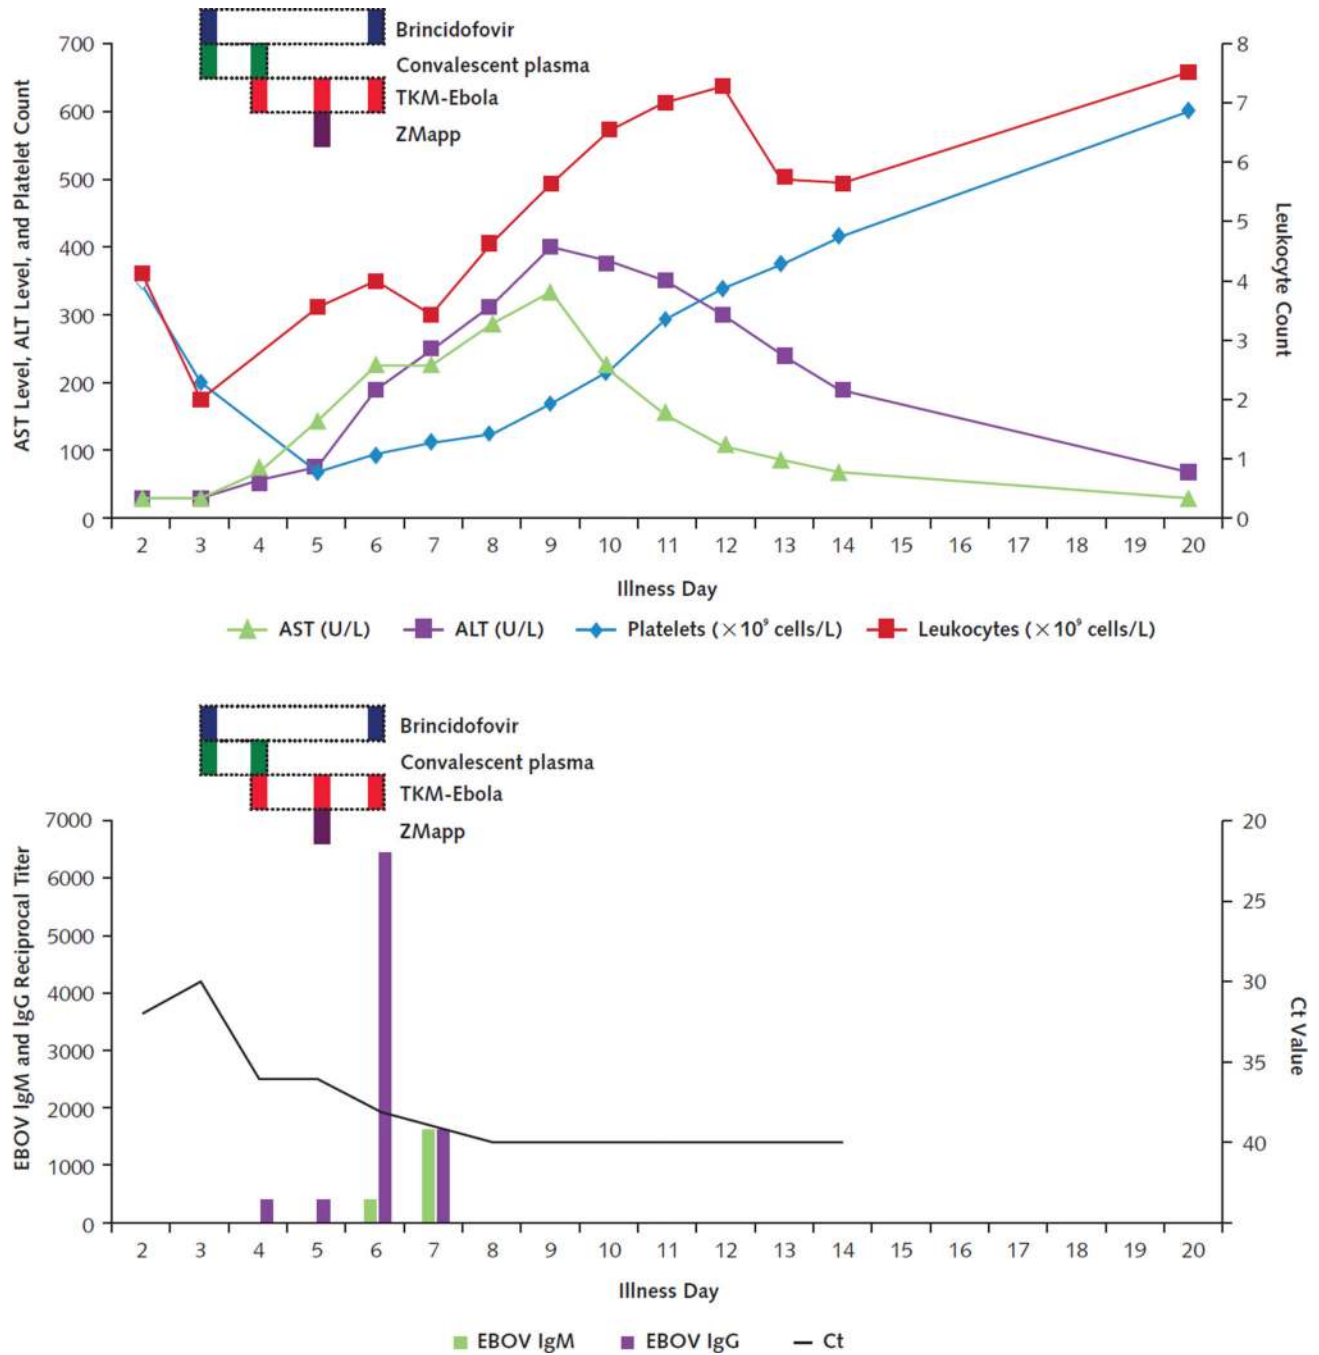 Brincidofovir
Convalescent plasma
TKM-Ebola
ZMapp
AST Level, ALT Level, and Platelet Count
700
600
500
400
300
200
100
0
8
7
6
5
4
3
2
1
0
Leukocyte Count
2 3 4 5 6 7 8 9 10 11 12 13 14 15 16 17 18 19 20
Illness Day
AST (U/L) ALT (U/L) Platelets (×10⁹ cells/L) Leukocytes (×10⁹ cells/L)
Brincidofovir
Convalescent plasma
TKM-Ebola
ZMapp
EBOV IgM and IgG Reciprocal Titer
7000
6000
5000
4000
3000
2000
1000
0
20
25
30
35
40
Ct Value
2 3 4 5 6 7 8 9 10 11 12 13 14 15 16 17 18 19 20
Illness Day
EBOV IgM EBOV IgG Ct